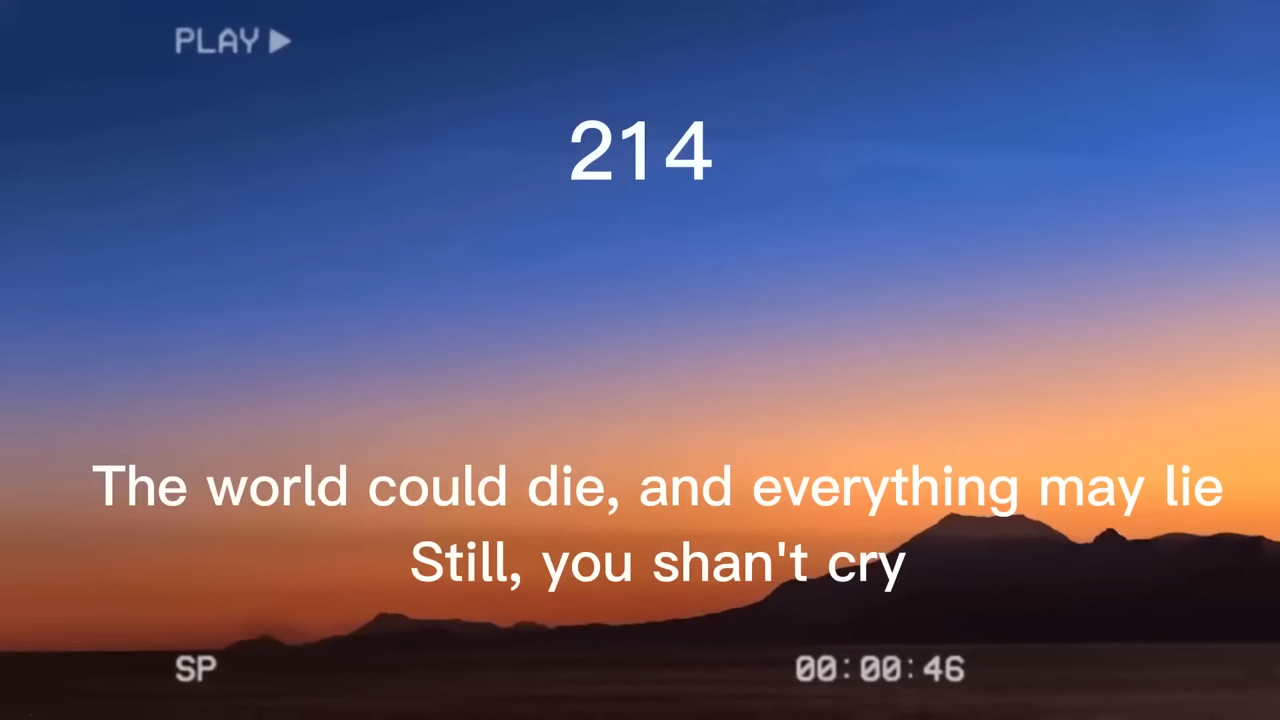 PLAY ▶
214
The world could die, and everything may lie
Still, you shan't cry
SP
00:00:46